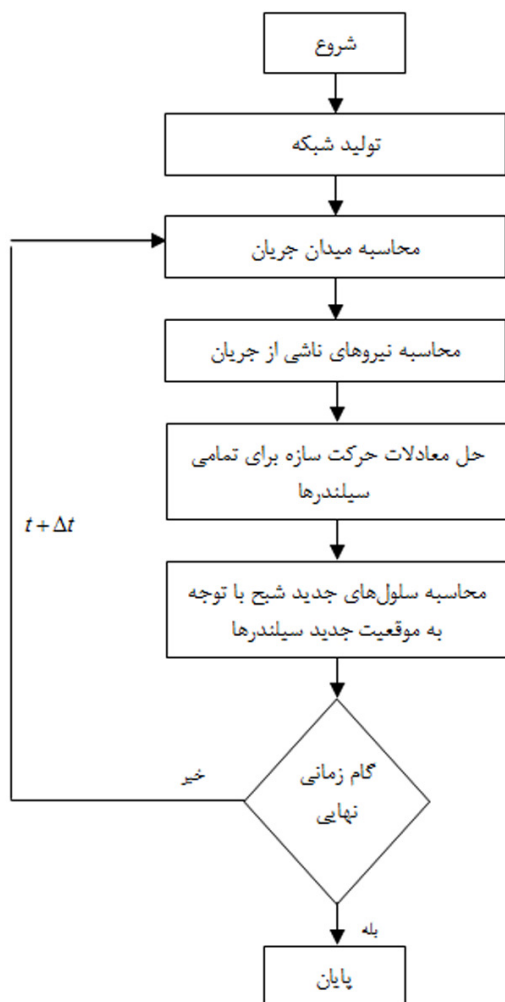 شروع
تولید شبکه
محاسبه میدان جریان
محاسبه نیروهای ناشی از جریان
حل معادلات حرکت سازه برای تمامی
سیلندرها
t + Δt
محاسبه سلول‌های جدید شبح با توجه
به موقعیت جدید سیلندرها
گام زمانی
نهایی
خیر
بله
پایان